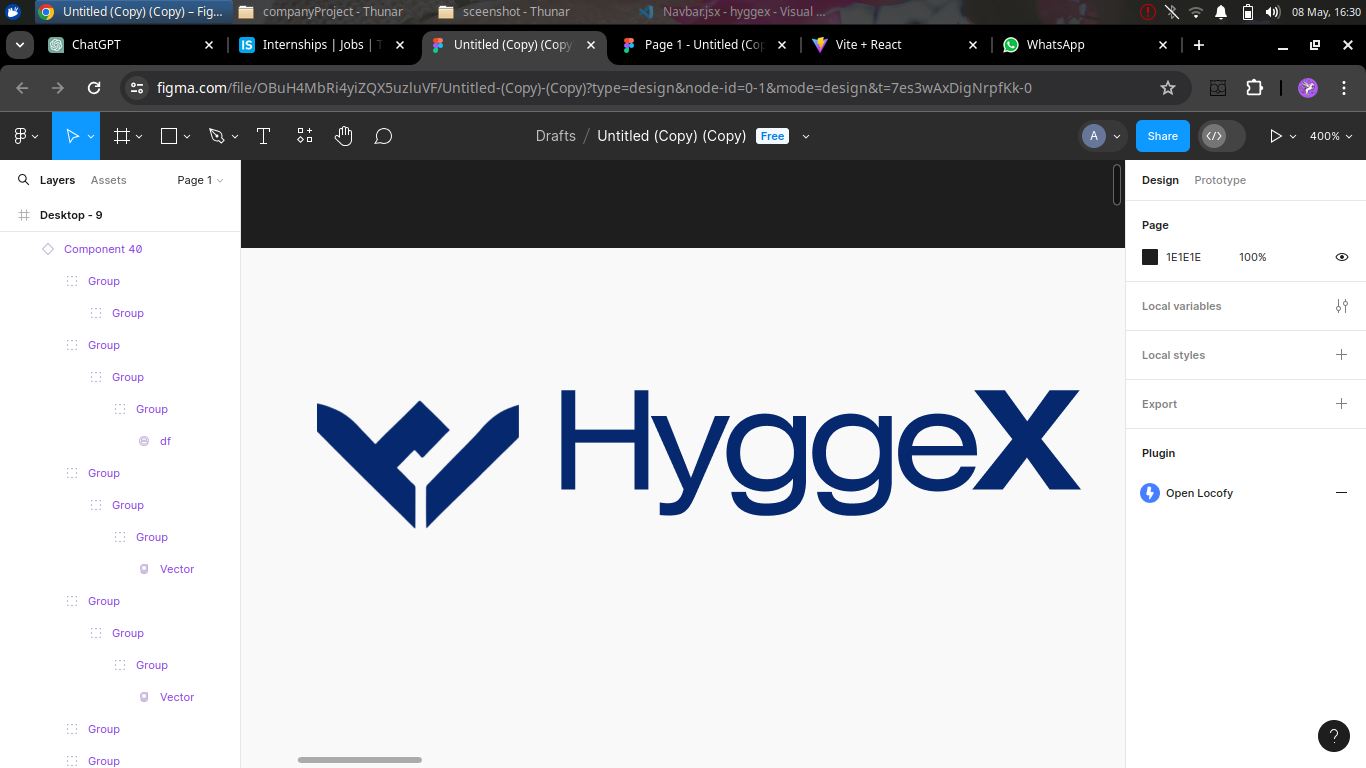 Untitled (Copy) (Copy) – Fig...
companyProject - Thunar
sceenshot - Thunar
Navbar.jsx - hyggex - Visual ...
08 May, 16:30
ChatGPT
Internships | Jobs |
Untitled (Copy) (Copy
Page 1 - Untitled (Co
Vite + React
WhatsApp
figma.com/file/OBuH4MbRi4yiZQX5uzluVF/Untitled-(Copy)-(Copy)?type=design&node-id=0-1&mode=design&t=7es3wAxDigNrpfKk-0
Drafts / Untitled (Copy) (Copy) Free
A
Share
400%
Layers
Assets
Page 1
Desktop - 9
Component 40
Group
Group
Group
Group
Group
df
Group
Group
Group
Vector
Group
Group
Group
Vector
Group
Group
HyggeX
Design
Prototype
Page
1E1E1E
100%
Local variables
Local styles
Export
Plugin
Open Locofy
?